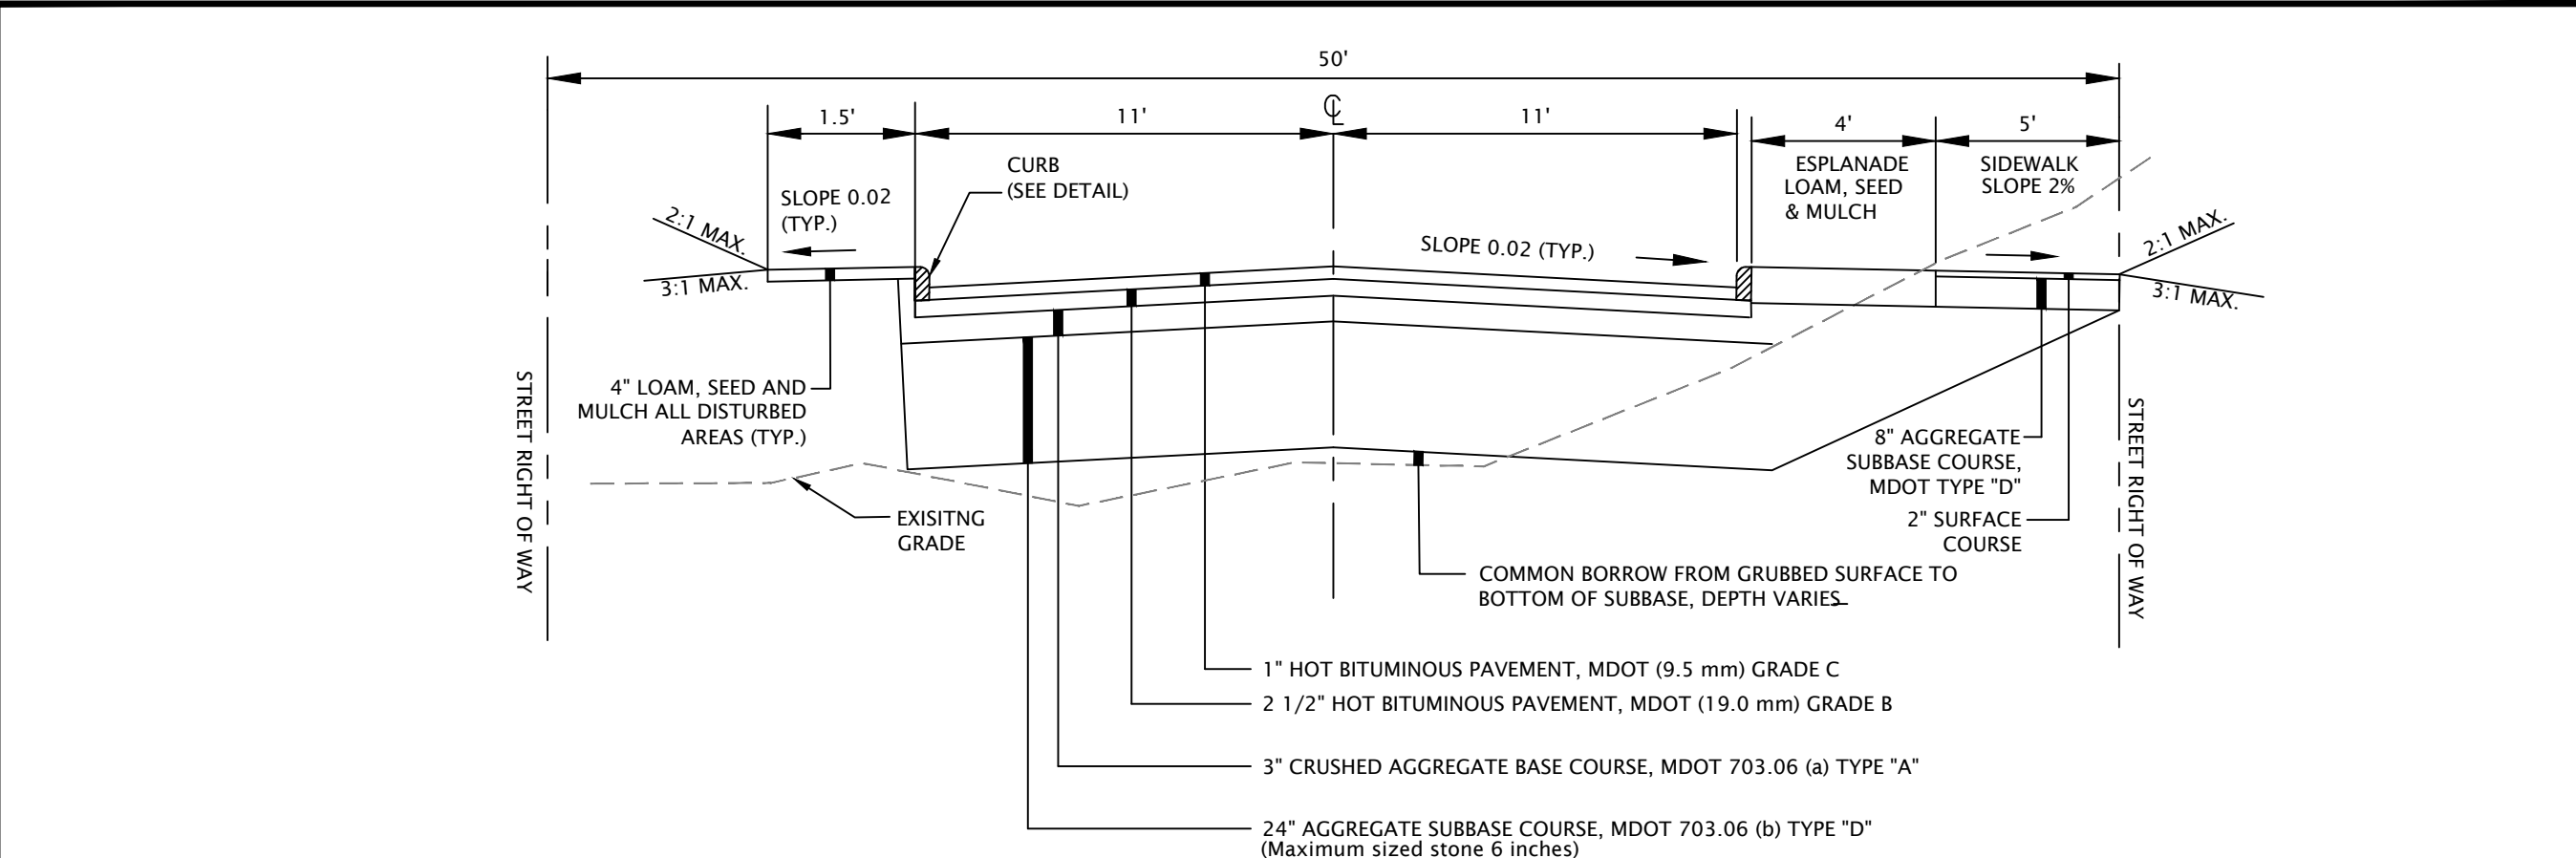 50'
1.5'
11'
℄
11'
4'
5'
CURB
(SEE DETAIL)
ESPLANADE
LOAM, SEED
& MULCH
SIDEWALK
SLOPE 2%
SLOPE 0.02
(TYP.)
2:1 MAX.
3:1 MAX.
SLOPE 0.02 (TYP.)
2:1 MAX.
3:1 MAX.
STREET RIGHT OF WAY
4" LOAM, SEED AND
MULCH ALL DISTURBED
AREAS (TYP.)
EXISITNG
GRADE
8" AGGREGATE
SUBBASE COURSE,
MDOT TYPE "D"
2" SURFACE
COURSE
STREET RIGHT OF WAY
COMMON BORROW FROM GRUBBED SURFACE TO
BOTTOM OF SUBBASE, DEPTH VARIES
1" HOT BITUMINOUS PAVEMENT, MDOT (9.5 mm) GRADE C
2 1/2" HOT BITUMINOUS PAVEMENT, MDOT (19.0 mm) GRADE B
3" CRUSHED AGGREGATE BASE COURSE, MDOT 703.06 (a) TYPE "A"
24" AGGREGATE SUBBASE COURSE, MDOT 703.06 (b) TYPE "D"
(Maximum sized stone 6 inches)